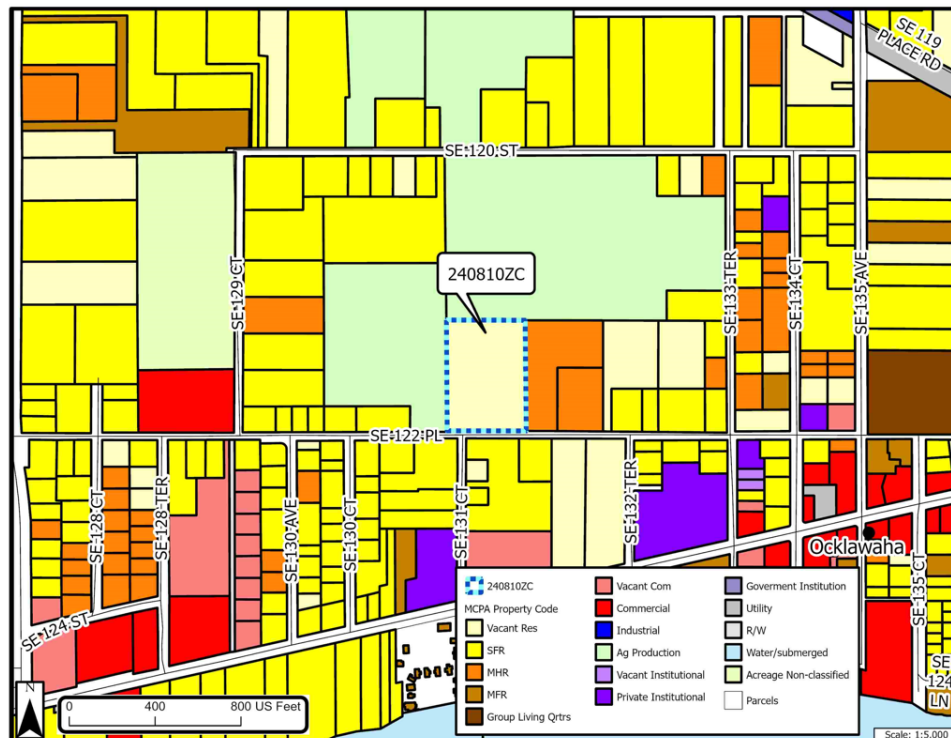 SE 119
PLACE RD
SE 120 ST
240810ZC
SE 129 CT
SE 133 TER
SE 134 CT
SE 135 AVE
SE 122 PL
SE 128 CT
SE 128 TER
SE 130 AVE
SE 130 CT
SE 131 CT
SE 132 TER
Ocklawaha
SE 135 CT
SE 124 ST
SE
124
LN
N
0 400 800 US Feet
240810ZC
MCPA Property Code
Vacant Res
SFR
MHR
MFR
Group Living Qrtrs
Vacant Com
Commercial
Industrial
Ag Production
Vacant Institutional
Private Institutional
Goverment Institution
Utility
R/W
Water/submerged
Acreage Non-classified
Parcels
Scale: 1:5,000